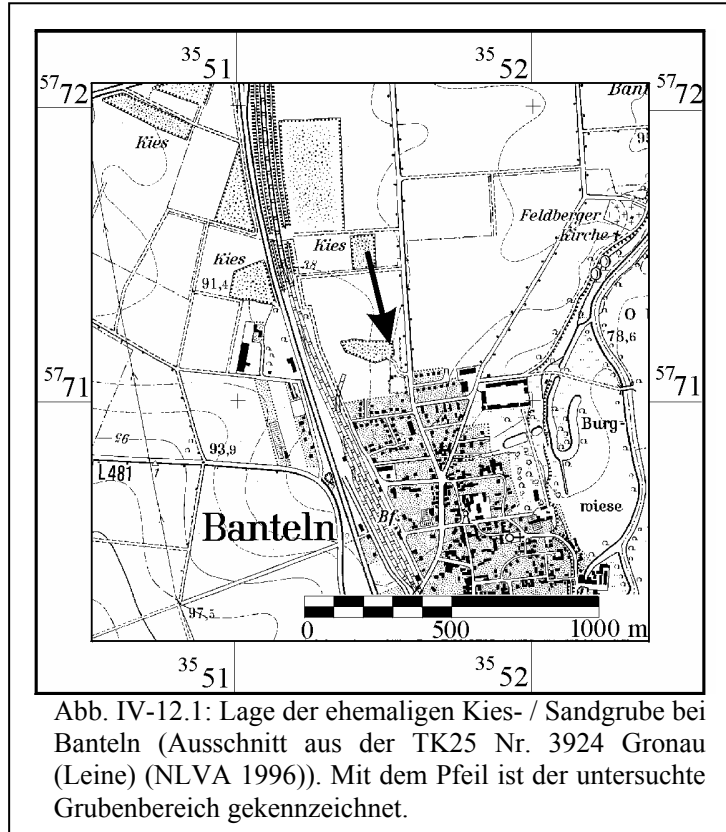 35 51
35 52
57 72
57 72
Kies
Kies
Kies
38
Feldberger
Kirche
91,4
78,6
57 71
57 71
Burg-
wiese
93,9
L481
Banteln
Bf.
97,5
0 500 1000 m
35 51
35 52
Abb. IV-12.1: Lage der ehemaligen Kies- / Sandgrube bei
Banteln (Ausschnitt aus der TK25 Nr. 3924 Gronau
(Leine) (NLVA 1996)). Mit dem Pfeil ist der untersuchte
Grubenbereich gekennzeichnet.